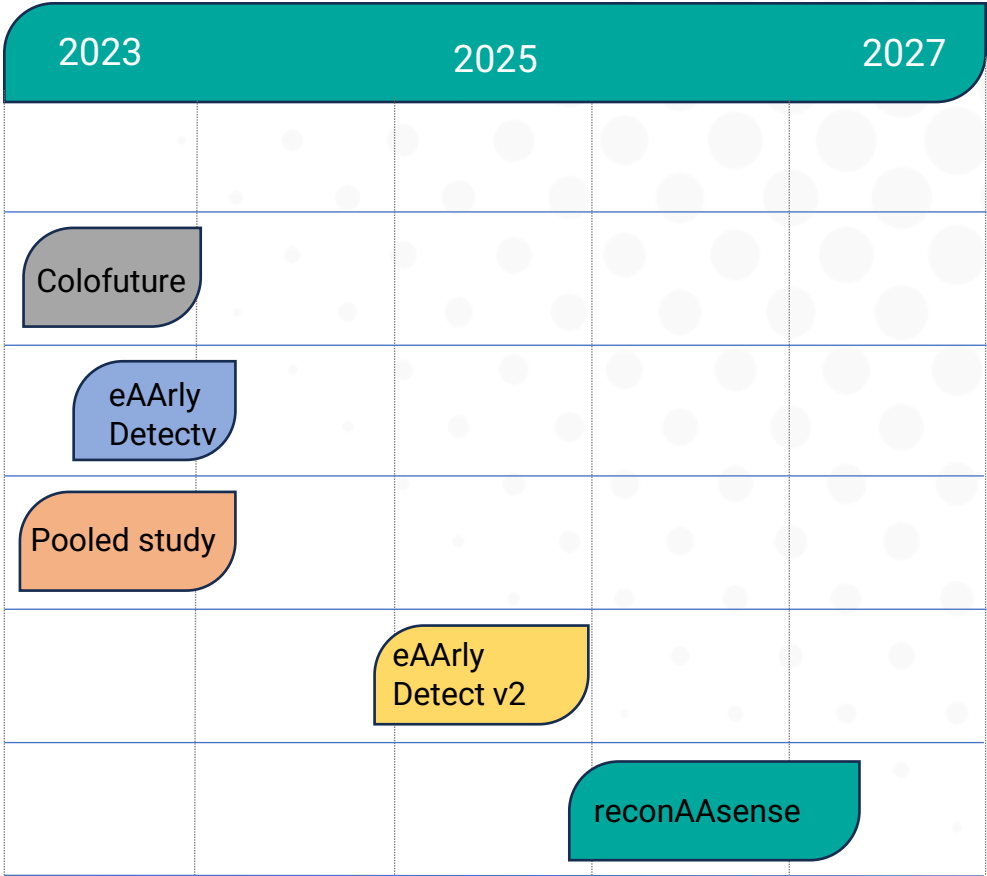 2023
2025
2027
Colofuture
eAArly
Detectv
Pooled study
eAArly
Detect v2
reconAAsense